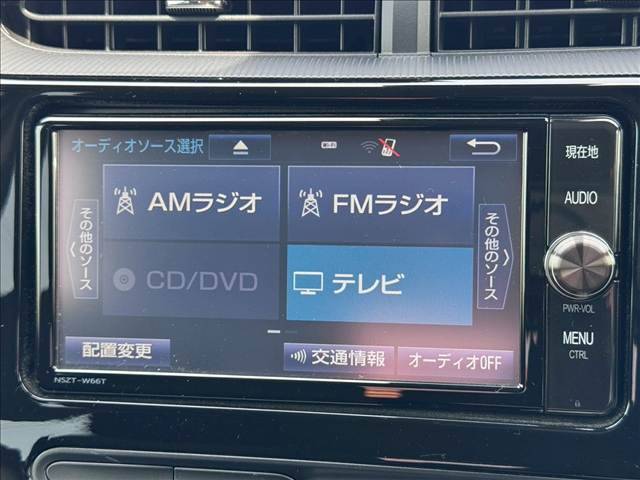 オーディオソース選択
Wi-Fi
現在地
AMラジオ
FMラジオ
AUDIO
その他のソース
その他のソース
CD/DVD
テレビ
PWR-VOL
MENU
CTRL
配置変更
交通情報
オーディオOFF
NSZT-W66T